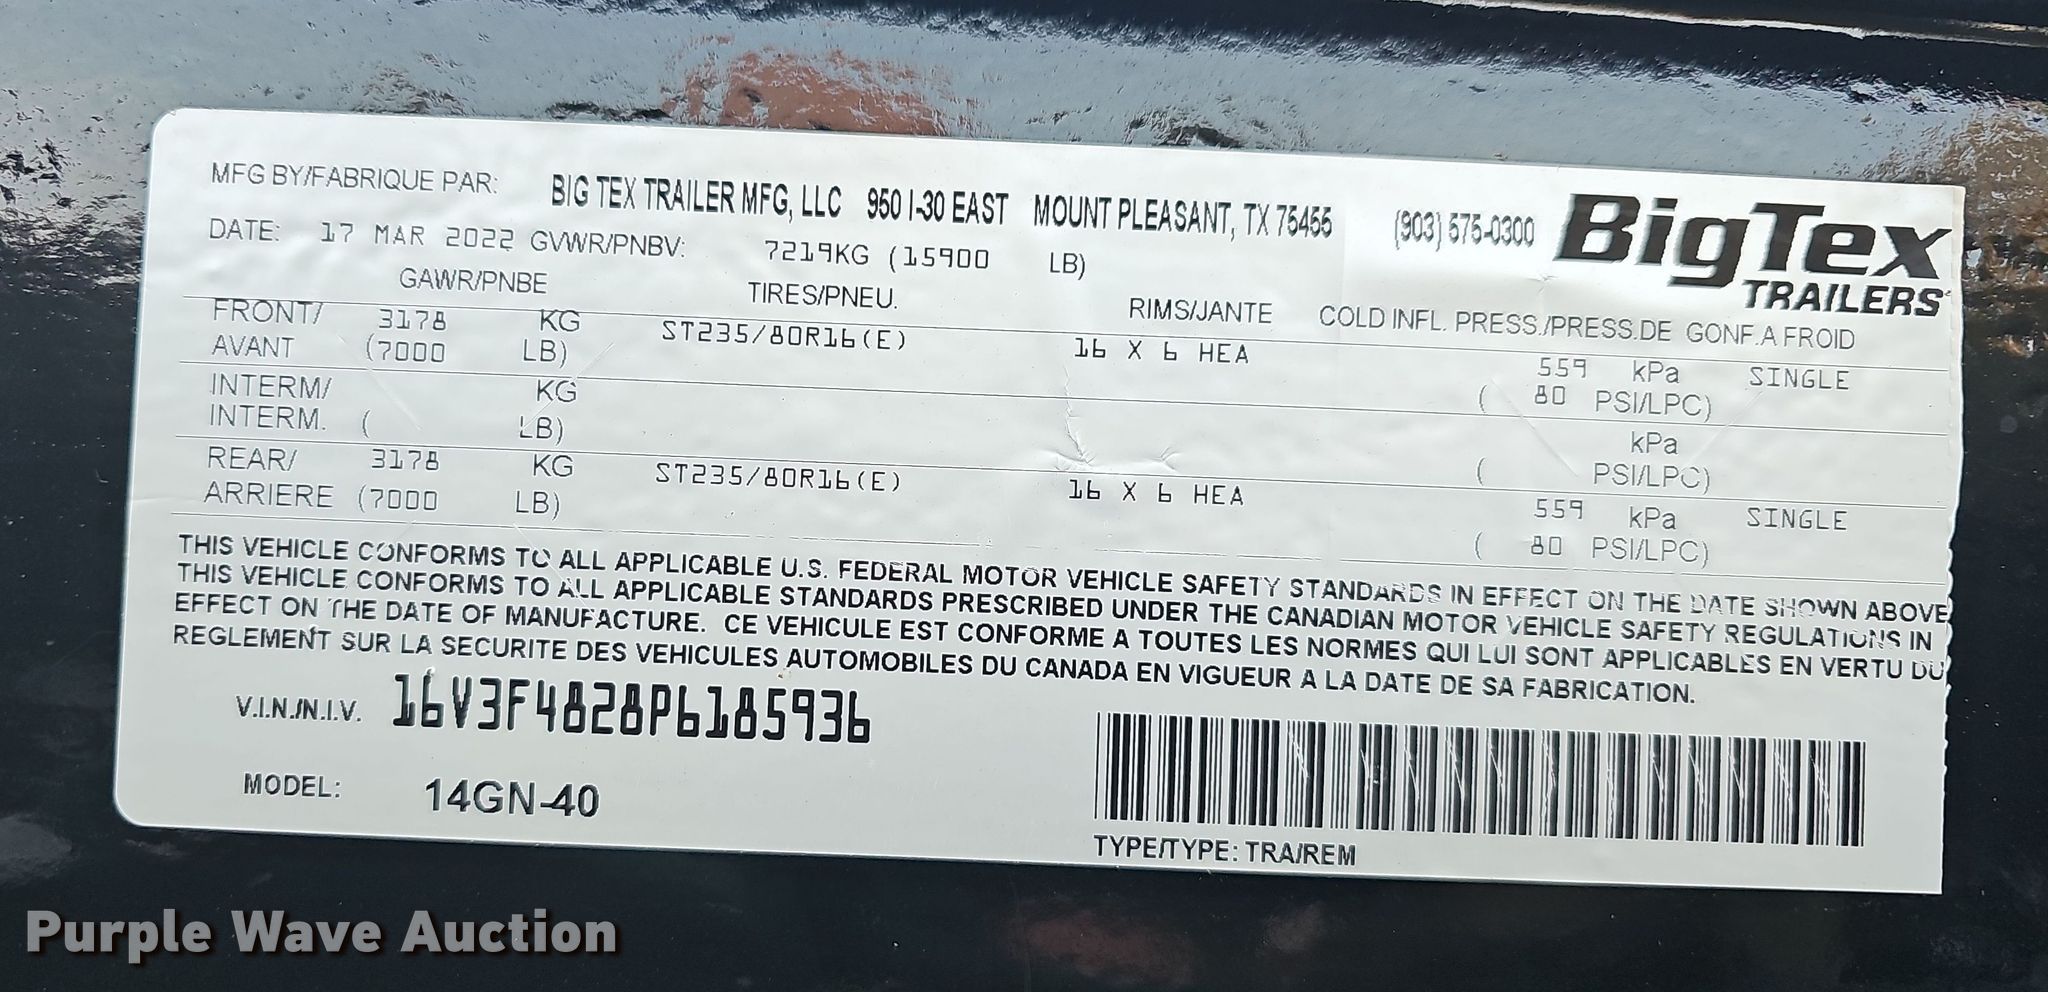 MFG BY/FABRIQUE PAR: BIG TEX TRAILER MFG, LLC 950 I-30 EAST MOUNT PLEASANT, TX 75455 (903) 575-0300
BigTex
TRAILERS
DATE: 17 MAR 2022 GVWR/PNBV: 7219KG (15900 LB)
GAWR/PNBE TIRES/PNEU. RIMS/JANTE COLD INFL. PRESS./PRESS.DE GONF.A FROID
FRONT/ 3178 KG ST235/80R16(E) 16 X 6 HEA 559 kPa SINGLE
AVANT (7000 LB) ( 80 PSI/LPC)
INTERM/ KG kPa
INTERM. ( LB) ( PSI/LPC)
REAR/ 3178 KG ST235/80R16(E) 16 X 6 HEA 559 kPa SINGLE
ARRIERE (7000 LB) ( 80 PSI/LPC)
THIS VEHICLE CONFORMS TO ALL APPLICABLE U.S. FEDERAL MOTOR VEHICLE SAFETY STANDARDS IN EFFECT ON THE DATE SHOWN ABOVE
THIS VEHICLE CONFORMS TO ALL APPLICABLE STANDARDS PRESCRIBED UNDER THE CANADIAN MOTOR VEHICLE SAFETY REGULATIONS IN
EFFECT ON THE DATE OF MANUFACTURE. CE VEHICULE EST CONFORME A TOUTES LES NORMES QUI LUI SONT APPLICABLES EN VERTU DU
REGLEMENT SUR LA SECURITE DES VEHICULES AUTOMOBILES DU CANADA EN VIGUEUR A LA DATE DE SA FABRICATION.
V.I.N./N.I.V. 16V3F4828P6185936
MODEL: 14GN-40
TYPE/TYPE: TRA/REM
Purple Wave Auction